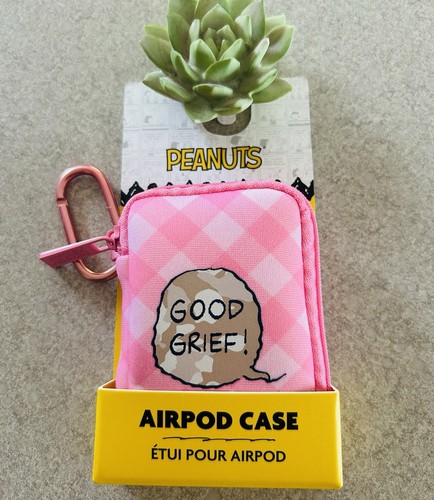 PEANUTS
GOOD
GRIEF!
AIRPOD CASE
ÉTUI POUR AIRPOD